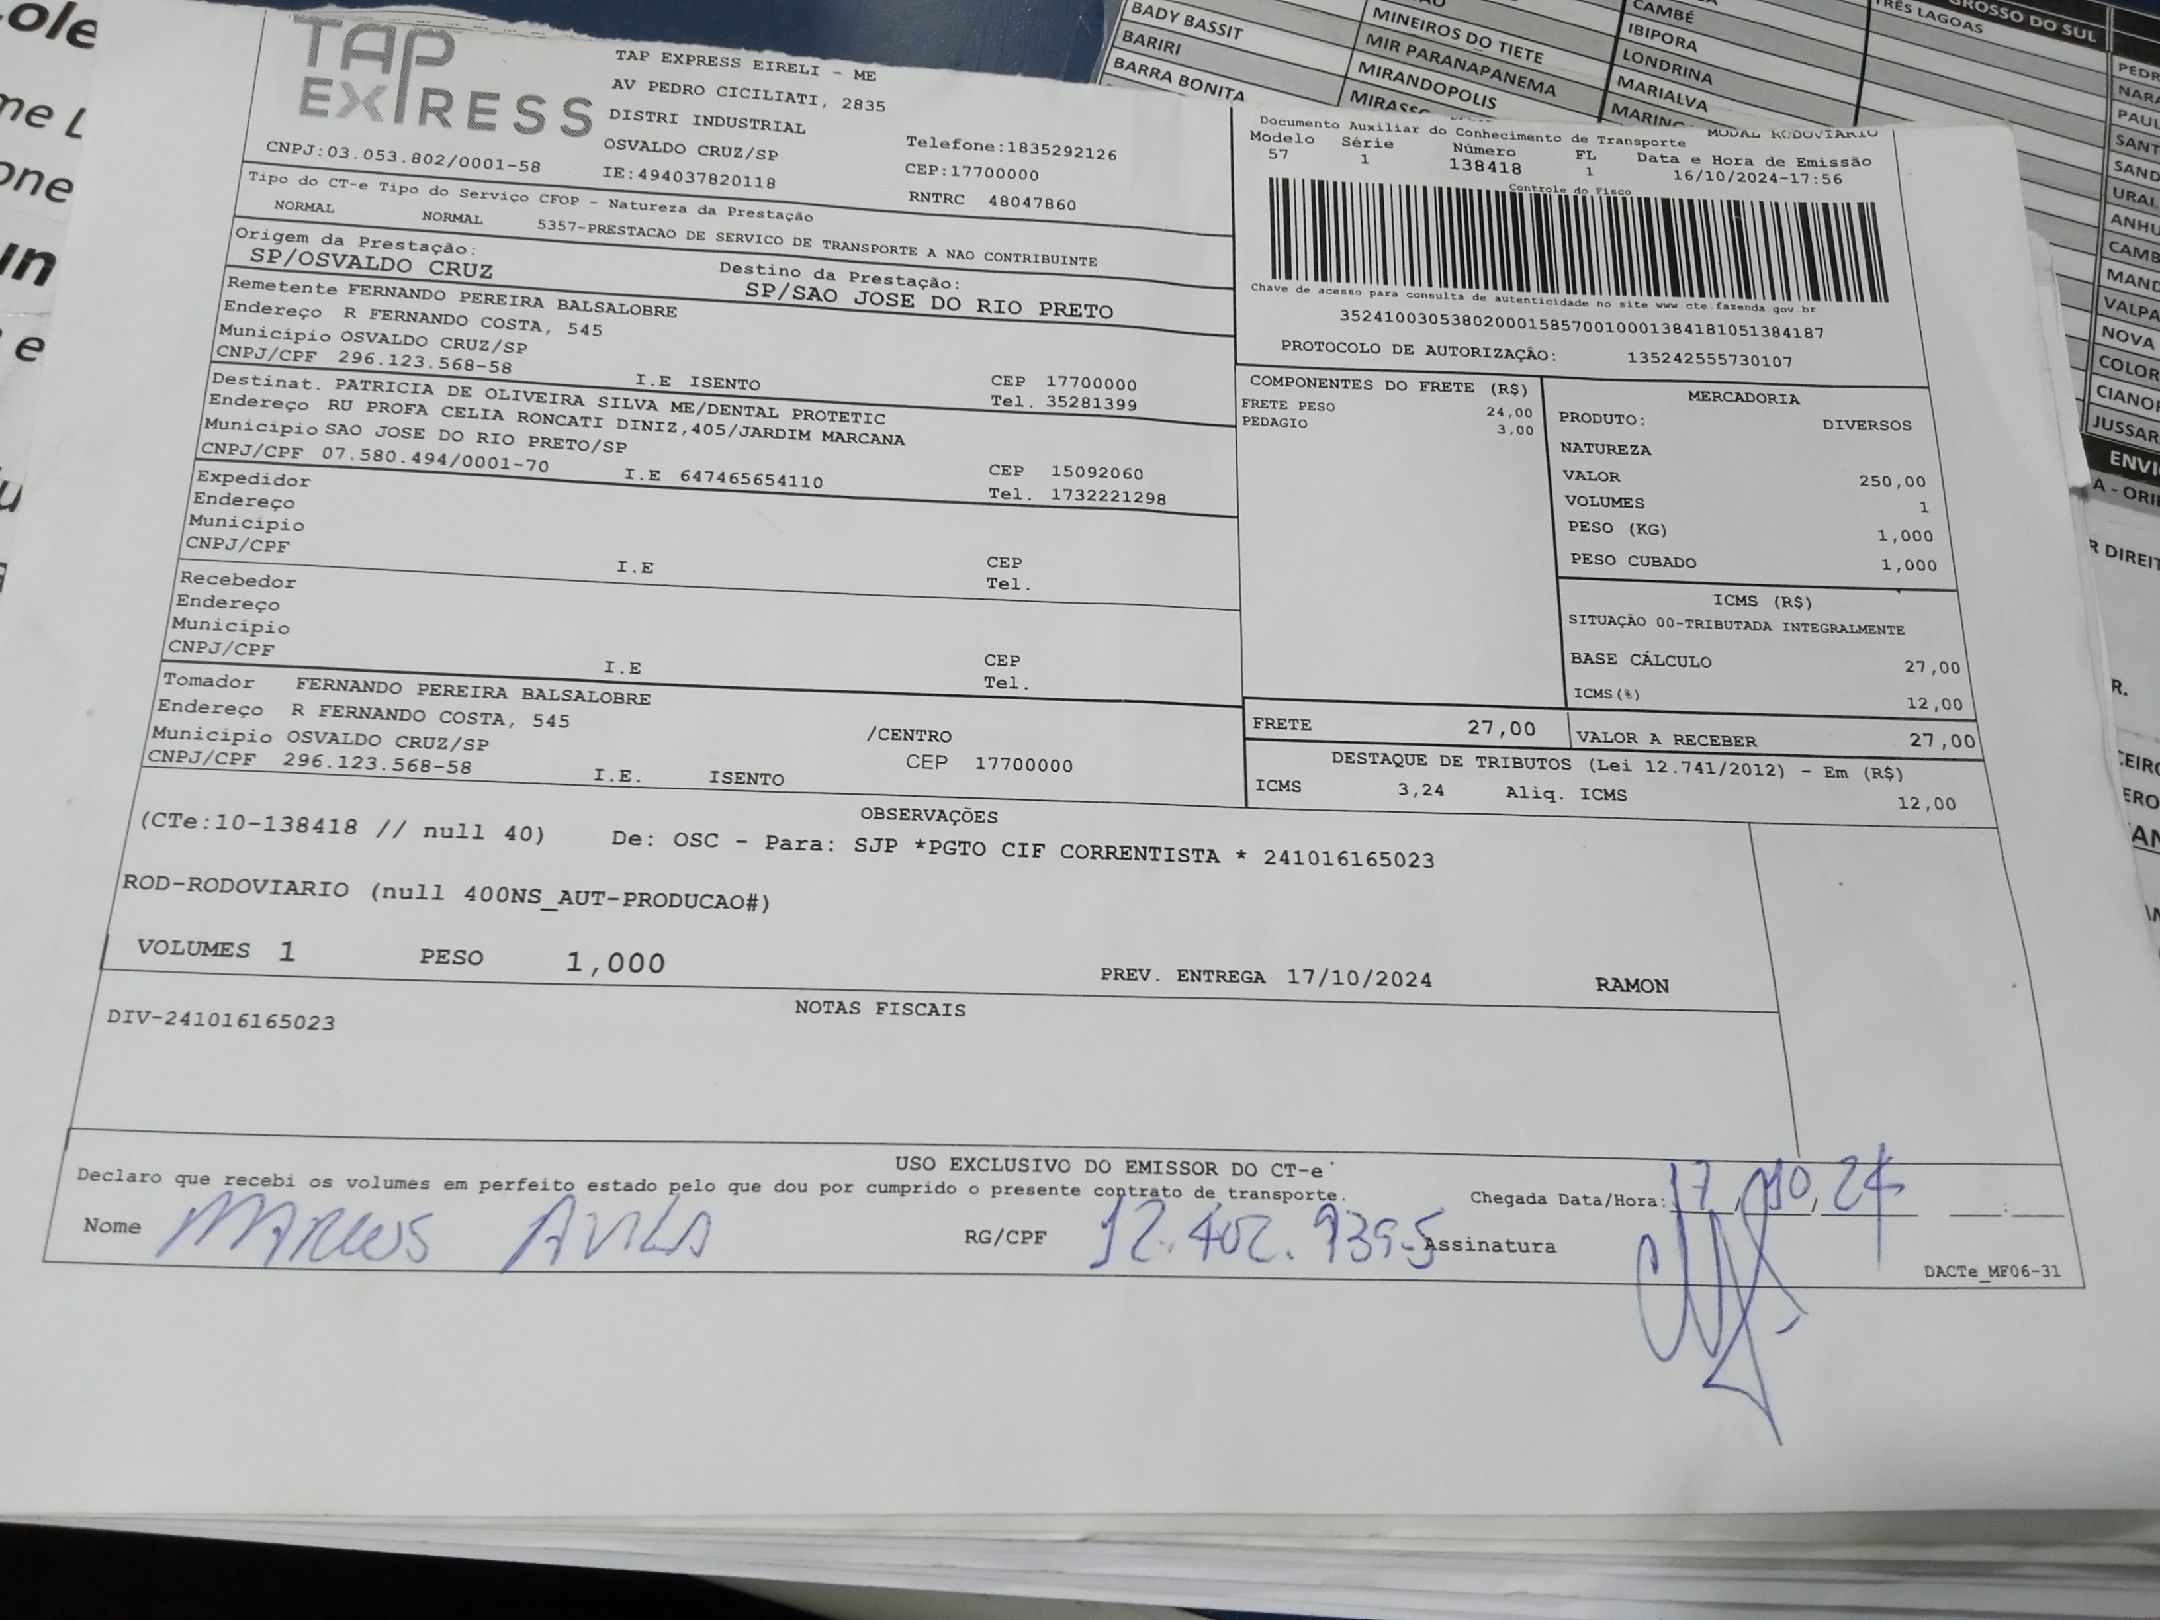 TAP
EXPRESS
TAP EXPRESS EIRELI - ME
AV PEDRO CICILIATI, 2835
DISTRI INDUSTRIAL
OSVALDO CRUZ/SP
Telefone:1835292126
CNPJ:03.053.802/0001-58
IE:494037820118
CEP:17700000
RNTRC 48047860
Tipo do CT-e Tipo do Serviço CFOP - Natureza da Prestação
NORMAL NORMAL 5357-PRESTACAO DE SERVICO DE TRANSPORTE A NAO CONTRIBUINTE
Origem da Prestação:
SP/OSVALDO CRUZ
Destino da Prestação:
SP/SAO JOSE DO RIO PRETO
Remetente FERNANDO PEREIRA BALSALOBRE
Endereço R FERNANDO COSTA, 545
Município OSVALDO CRUZ/SP
CNPJ/CPF 296.123.568-58 I.E ISENTO
CEP 17700000
Tel. 35281399
Destinat. PATRICIA DE OLIVEIRA SILVA ME/DENTAL PROTETIC
Endereço RU PROFA CELIA RONCATI DINIZ,405/JARDIM MARCANA
Município SAO JOSE DO RIO PRETO/SP
CNPJ/CPF 07.580.494/0001-70 I.E 647465654110
CEP 15092060
Tel. 1732221298
Expedidor
Endereço
Município
CNPJ/CPF I.E
CEP
Tel.
Recebedor
Endereço
Município
CNPJ/CPF I.E
CEP
Tel.
Tomador FERNANDO PEREIRA BALSALOBRE
Endereço R FERNANDO COSTA, 545 /CENTRO
Município OSVALDO CRUZ/SP CEP 17700000
CNPJ/CPF 296.123.568-58 I.E. ISENTO
MODAL RODOVIARIO
Documento Auxiliar do Conhecimento de Transporte
Modelo Série Número FL Data e Hora de Emissão
57 1 138418 1 16/10/2024-17:56
Controle do Fisco
Chave de acesso para consulta de autenticidade no site www.cte.fazenda.gov.br
35241003053802000158570010001384181051384187
PROTOCOLO DE AUTORIZAÇÃO: 135242555730107
COMPONENTES DO FRETE (R$)
FRETE PESO 24,00
PEDAGIO 3,00
MERCADORIA
PRODUTO: DIVERSOS
NATUREZA
VALOR 250,00
VOLUMES 1
PESO (KG) 1,000
PESO CUBADO 1,000
ICMS (R$)
SITUAÇÃO 00-TRIBUTADA INTEGRALMENTE
BASE CÁLCULO 27,00
ICMS(%) 12,00
FRETE 27,00 VALOR A RECEBER 27,00
DESTAQUE DE TRIBUTOS (Lei 12.741/2012) - Em (R$)
ICMS 3,24 Aliq. ICMS 12,00
OBSERVAÇÕES
(CTe:10-138418 // null 40) De: OSC - Para: SJP *PGTO CIF CORRENTISTA * 241016165023
ROD-RODOVIARIO (null 400NS_AUT-PRODUCAO#)
VOLUMES 1 PESO 1,000 PREV. ENTREGA 17/10/2024 RAMON
NOTAS FISCAIS
DIV-241016165023
USO EXCLUSIVO DO EMISSOR DO CT-e
Declaro que recebi os volumes em perfeito estado pelo que dou por cumprido o presente contrato de transporte.
Chegada Data/Hora: 17, 10, 24 __:__
Nome MARCOS AVILA RG/CPF 12.402.939-5 Assinatura
DACTe_MF06-31
BADY BASSIT
BARIRI
BARRA BONITA
MINEIROS DO TIETE
MIR PARANAPANEMA
MIRANDOPOLIS
CAMBÉ
IBIPORA
LONDRINA
MARIALVA
TRÊS LAGOAS
GROSSO DO SUL